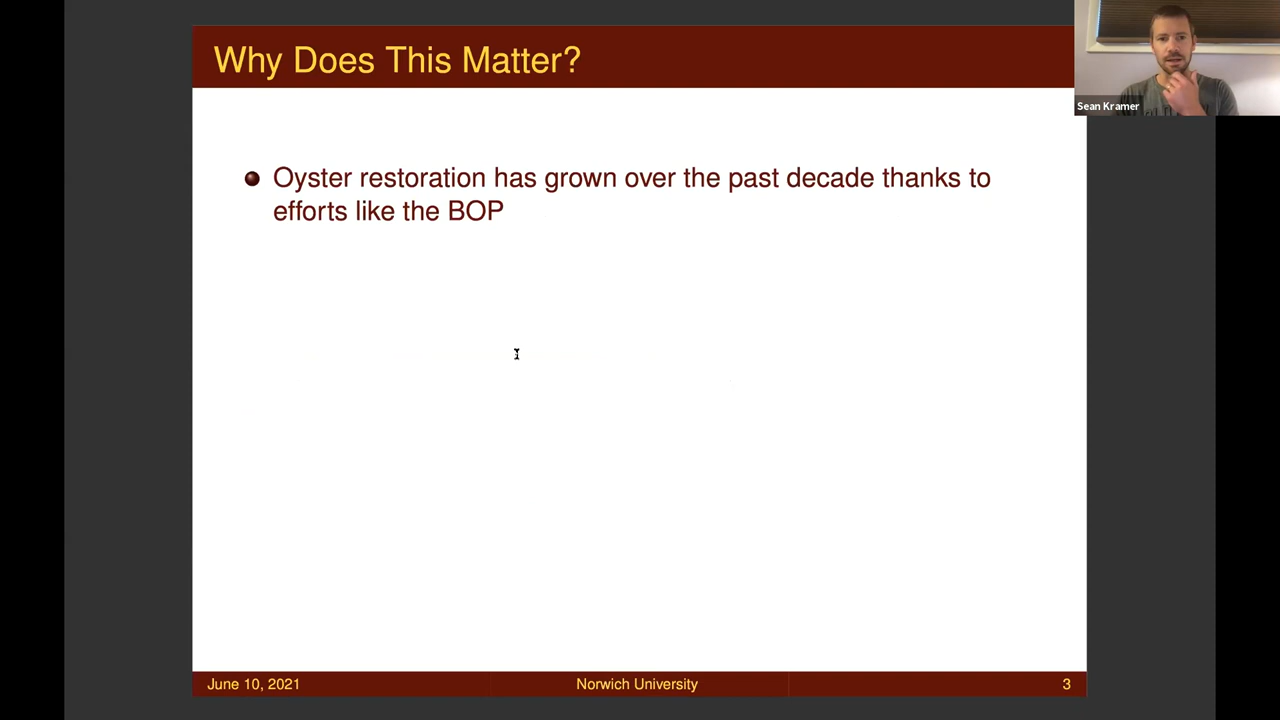 Why Does This Matter?
Sean Kramer
Oyster restoration has grown over the past decade thanks to
efforts like the BOP
June 10, 2021
Norwich University
3